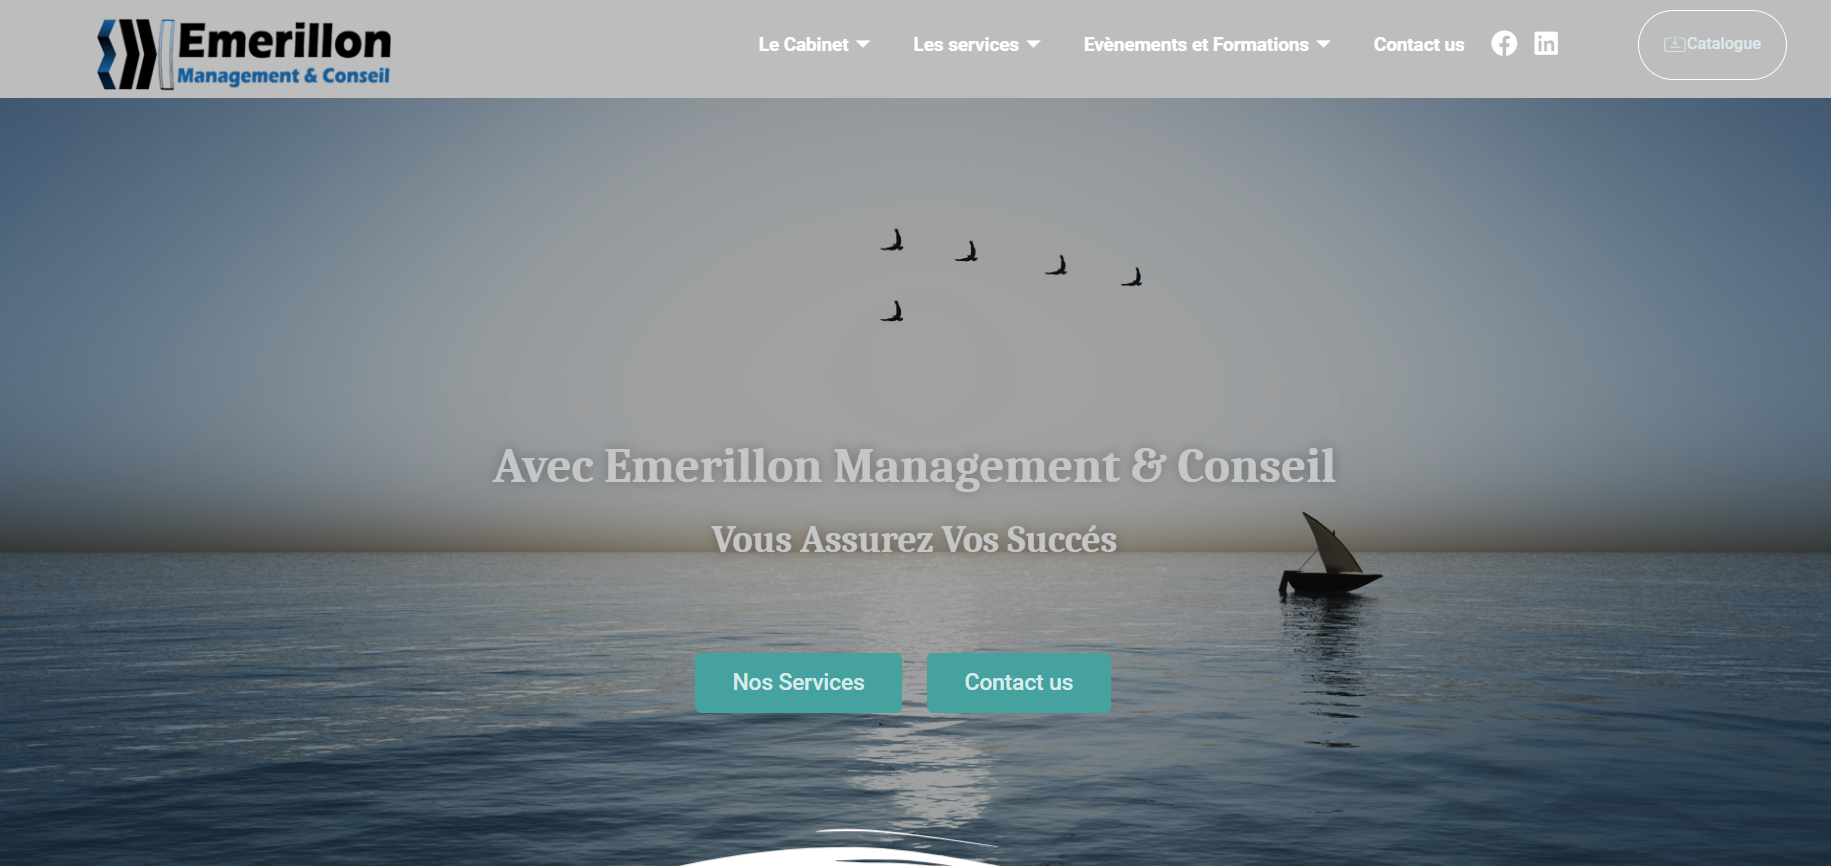 Emerillon
Management & Conseil
Le Cabinet
Les services
Evènements et Formations
Contact us
Catalogue
Avec Emerillon Management & Conseil
Vous Assurez Vos Succés
Nos Services
Contact us